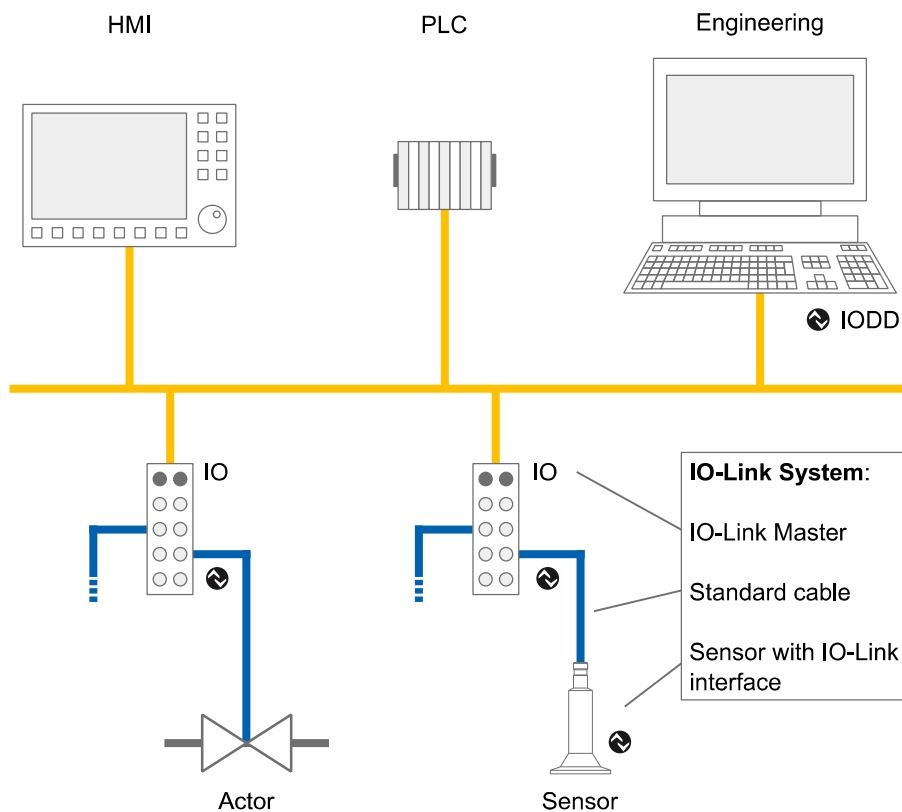 HMI
PLC
Engineering
IODD
IO
IO
IO-Link System:
IO-Link Master
Standard cable
Sensor with IO-Link
interface
Actor
Sensor